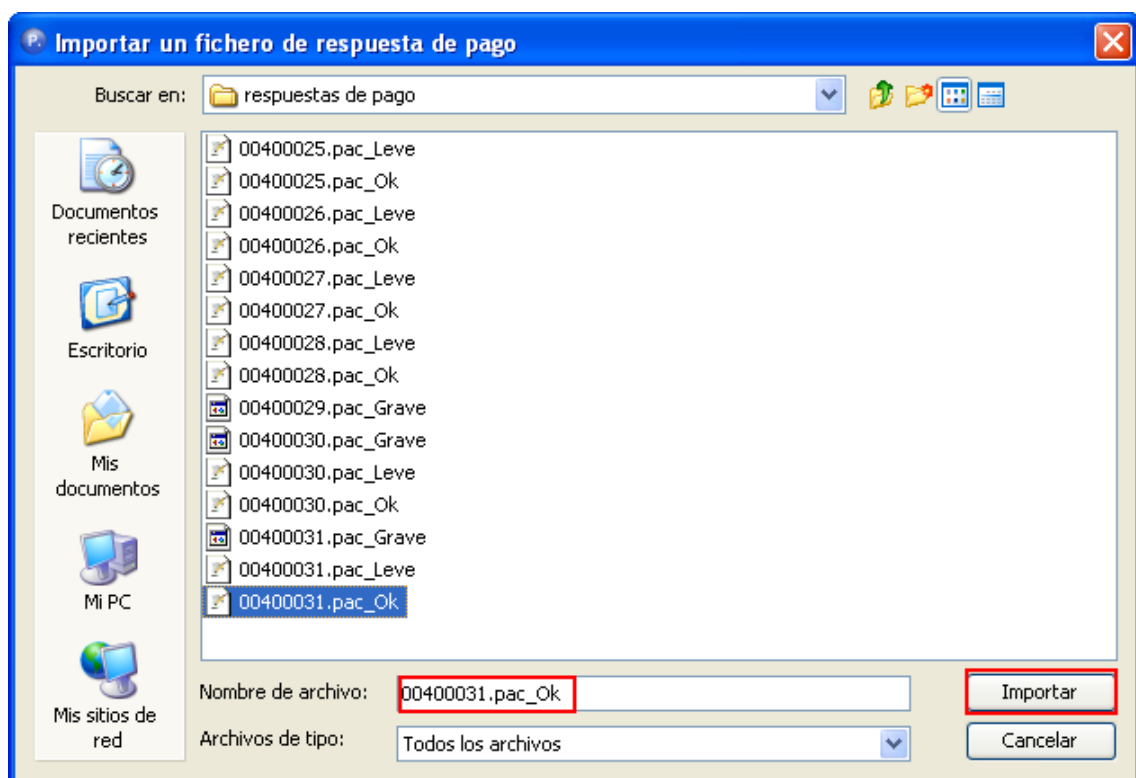 Importar un fichero de respuesta de pago
Buscar en:
respuestas de pago
Documentos
recientes
Escritorio
Mis
documentos
Mi PC
Mis sitios de
red
00400025.pac_Leve
00400025.pac_Ok
00400026.pac_Leve
00400026.pac_Ok
00400027.pac_Leve
00400027.pac_Ok
00400028.pac_Leve
00400028.pac_Ok
00400029.pac_Grave
00400030.pac_Grave
00400030.pac_Leve
00400030.pac_Ok
00400031.pac_Grave
00400031.pac_Leve
00400031.pac_Ok
Nombre de archivo:
00400031.pac_Ok
Importar
Archivos de tipo:
Todos los archivos
Cancelar